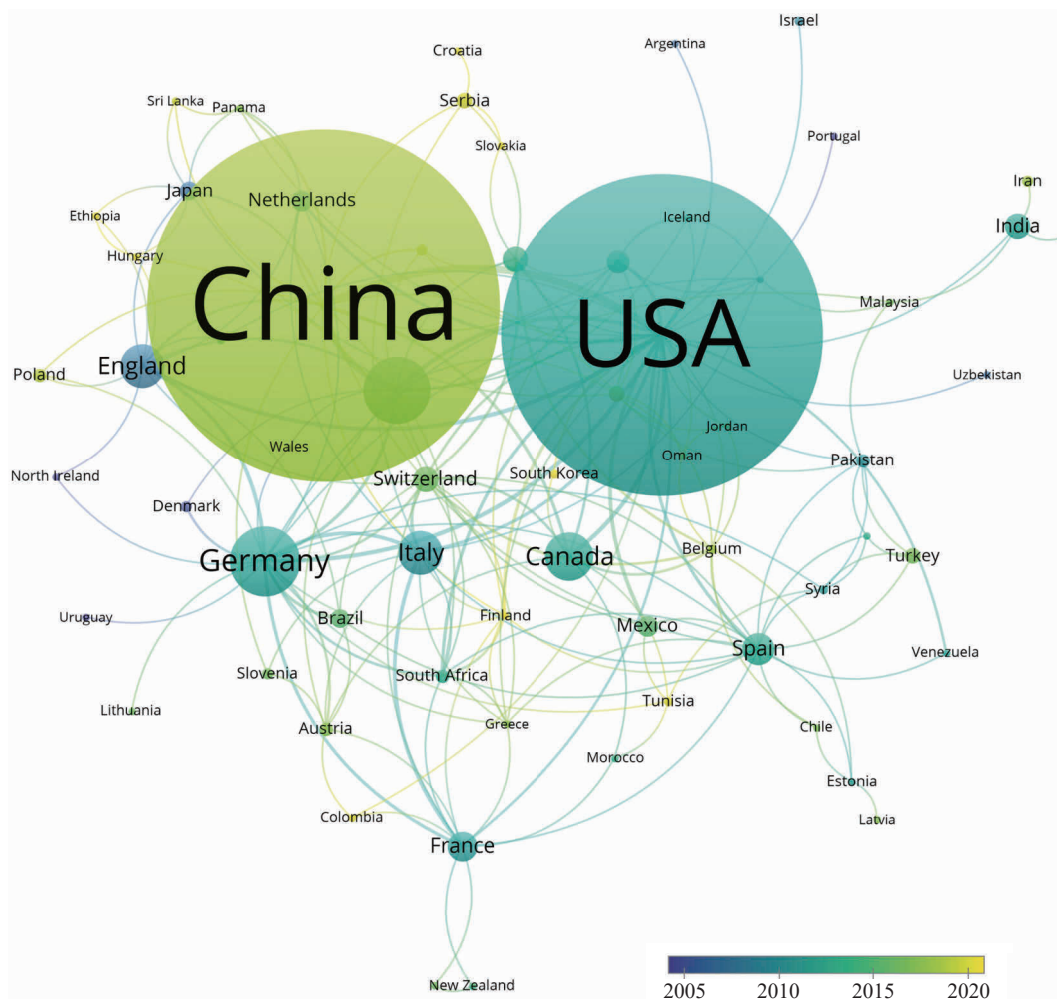 Israel
Argentina
Croatia
Sri Lanka
Panama
Serbia
Portugal
Slovakia
Japan
Netherlands
Iran
Ethiopia
Iceland
India
Hungary
China
USA
Malaysia
England
Poland
Uzbekistan
Jordan
Wales
Oman
Pakistan
North Ireland
Switzerland
South Korea
Denmark
Germany
Italy
Canada
Belgium
Turkey
Syria
Uruguay
Brazil
Finland
Mexico
Spain
Venezuela
Slovenia
South Africa
Tunisia
Lithuania
Austria
Greece
Chile
Morocco
Estonia
Colombia
Latvia
France
New Zealand
2005 2010 2015 2020